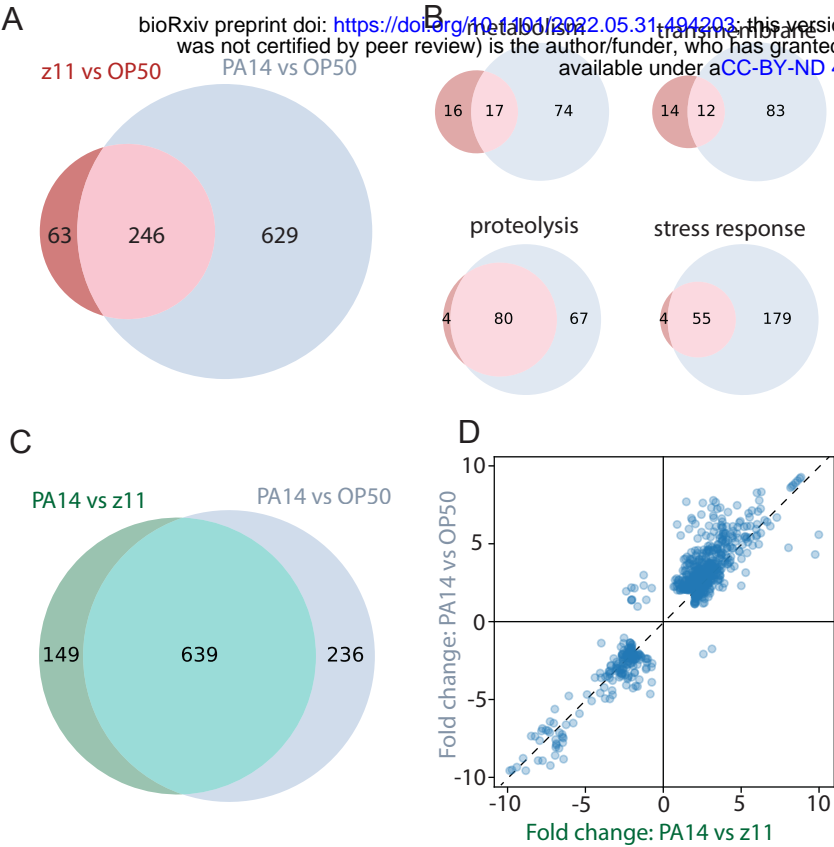 A
bioRxiv preprint doi: https://doi.org/10.1101/2022.05.31.494203; this versi
was not certified by peer review) is the author/funder, who has granted
available under aCC-BY-ND 4
z11 vs OP50
PA14 vs OP50
63
246
629
B
metabolism
transmembrane
16
17
74
14
12
83
proteolysis
stress response
4
80
67
4
55
179
C
PA14 vs z11
PA14 vs OP50
149
639
236
D
Fold change: PA14 vs OP50
10
5
0
-5
-10
-10
-5
0
5
10
Fold change: PA14 vs z11